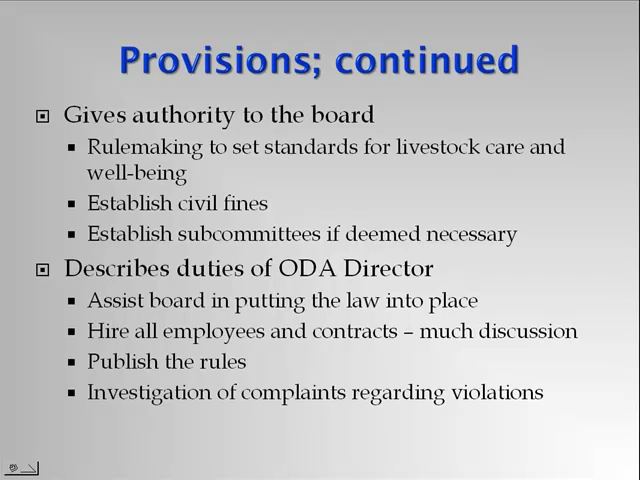 Provisions; continued
Gives authority to the board
Rulemaking to set standards for livestock care and
well-being
Establish civil fines
Establish subcommittees if deemed necessary
Describes duties of ODA Director
Assist board in putting the law into place
Hire all employees and contracts – much discussion
Publish the rules
Investigation of complaints regarding violations